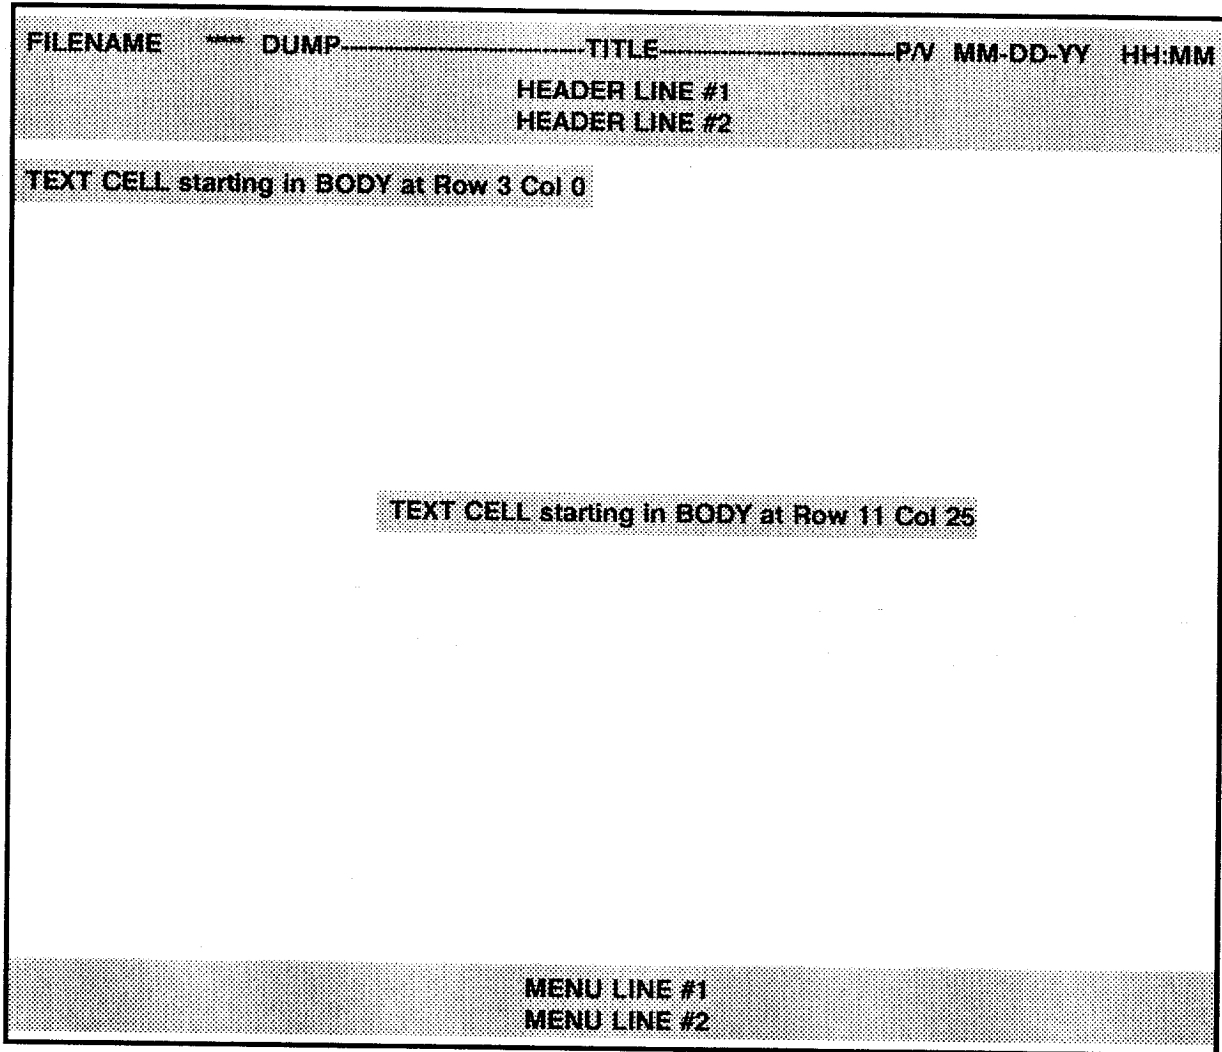 FILENAME **** DUMP------------------------------TITLE------------------------------P/V MM-DD-YY HH:MM
HEADER LINE #1
HEADER LINE #2
TEXT CELL starting in BODY at Row 3 Col 0
TEXT CELL starting in BODY at Row 11 Col 25
MENU LINE #1
MENU LINE #2